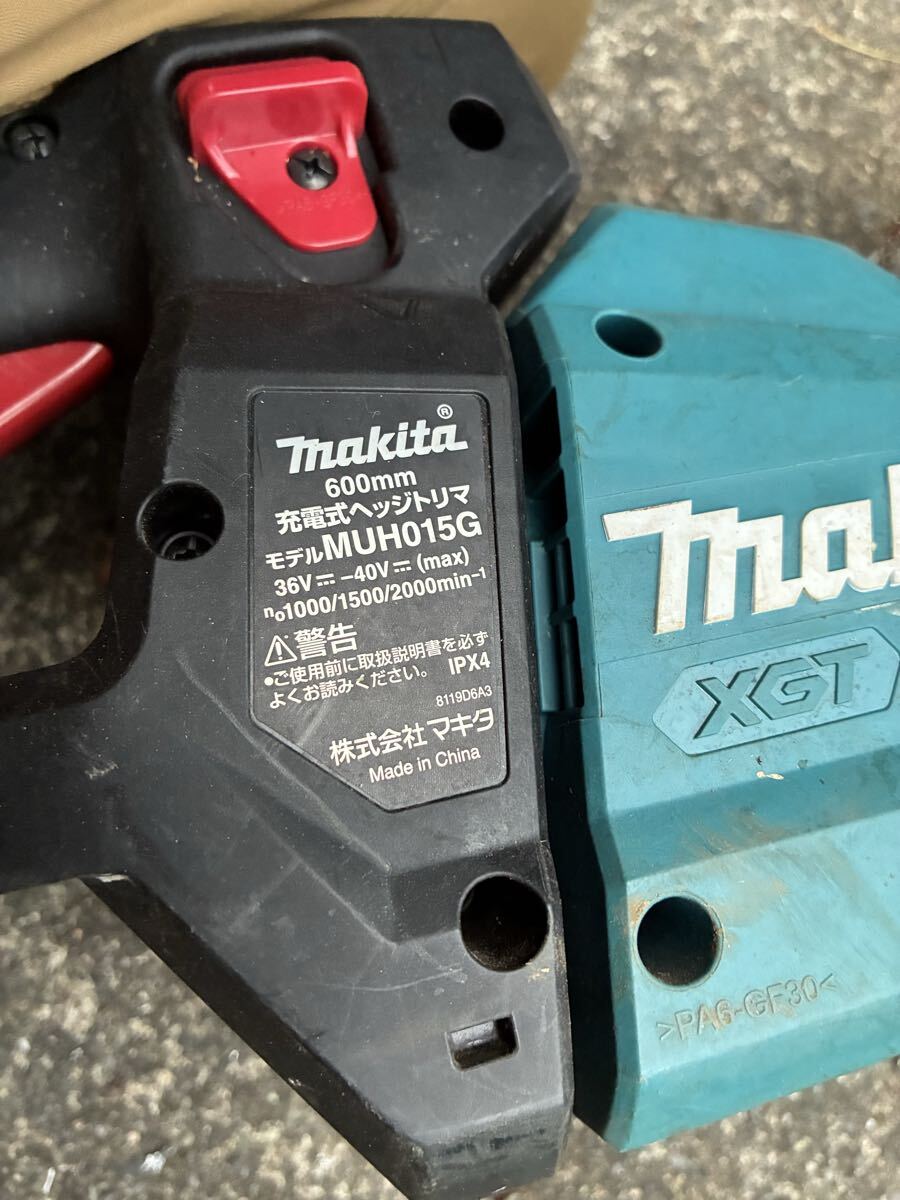 makita®
600mm
充電式ヘッジトリマ
モデルMUH015G
36V⎓-40V⎓(max)
n₀1000/1500/2000min⁻¹
⚠警告
●ご使用前に取扱説明書を必ず
よくお読みください。 IPX4
8119D6A3
株式会社マキタ
Made in China
mak
XGT
>PA6-GF30<
>PA6-GF30<